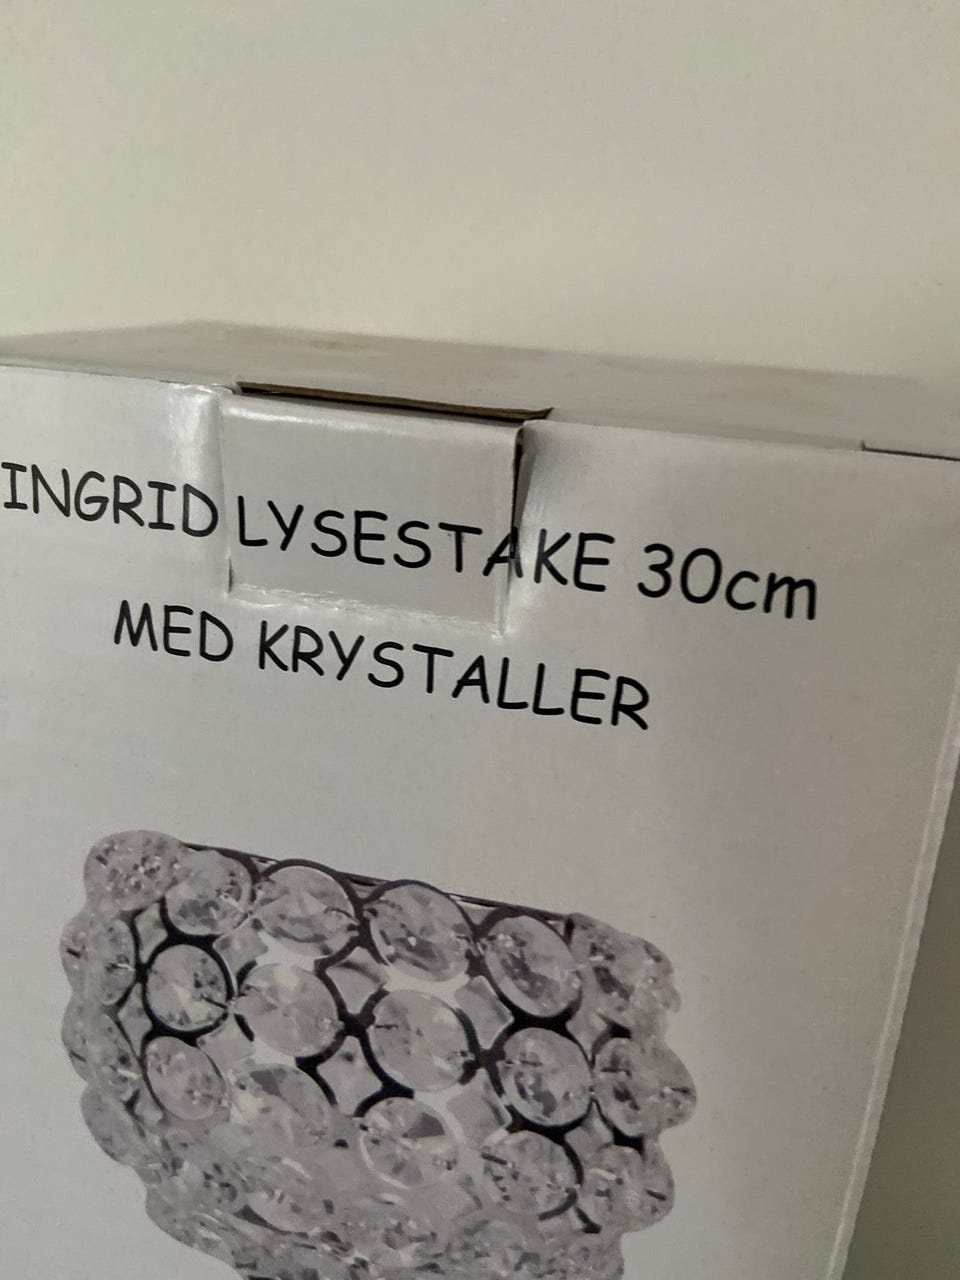 INGRID LYSESTAKE 30cm
MED KRYSTALLER